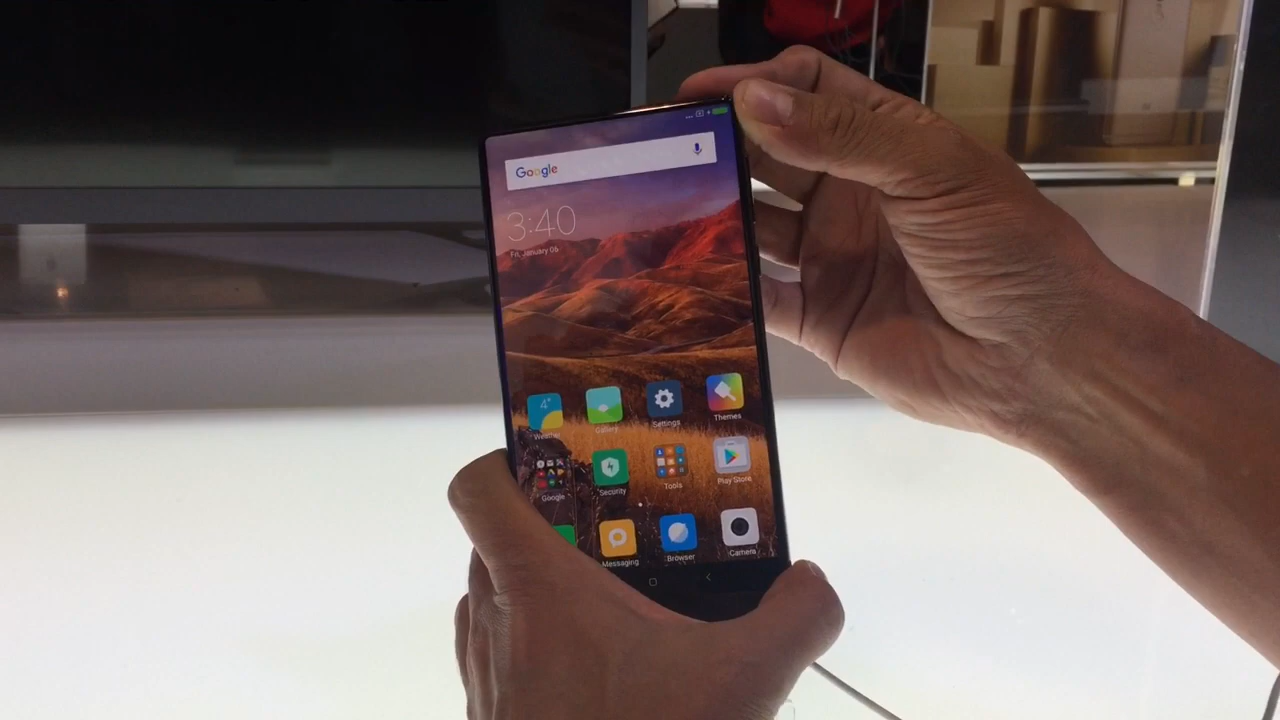 Google
3:40
Fri, January 06
4°
Weather
Gallery
Settings
Themes
Google
Security
Tools
Play Store
Messaging
Browser
Camera